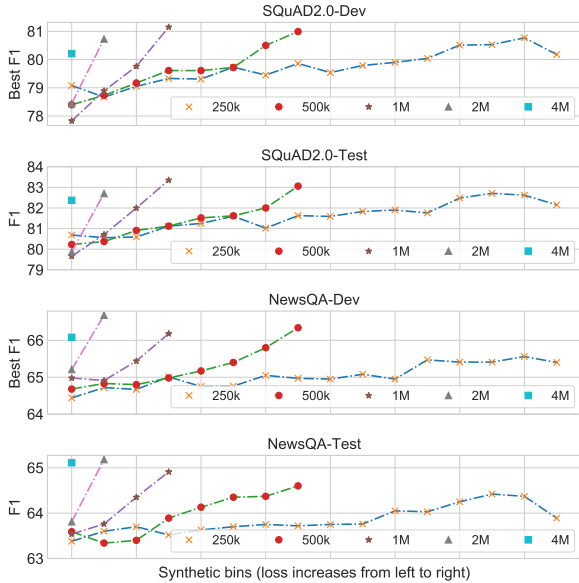 SQuAD2.0-Dev
Best F1
81
80
79
78
250k 500k 1M 2M 4M
SQuAD2.0-Test
F1
84
83
82
81
80
79
250k 500k 1M 2M 4M
NewsQA-Dev
Best F1
66
65
64
250k 500k 1M 2M 4M
NewsQA-Test
F1
65
64
63
250k 500k 1M 2M 4M
Synthetic bins (loss increases from left to right)